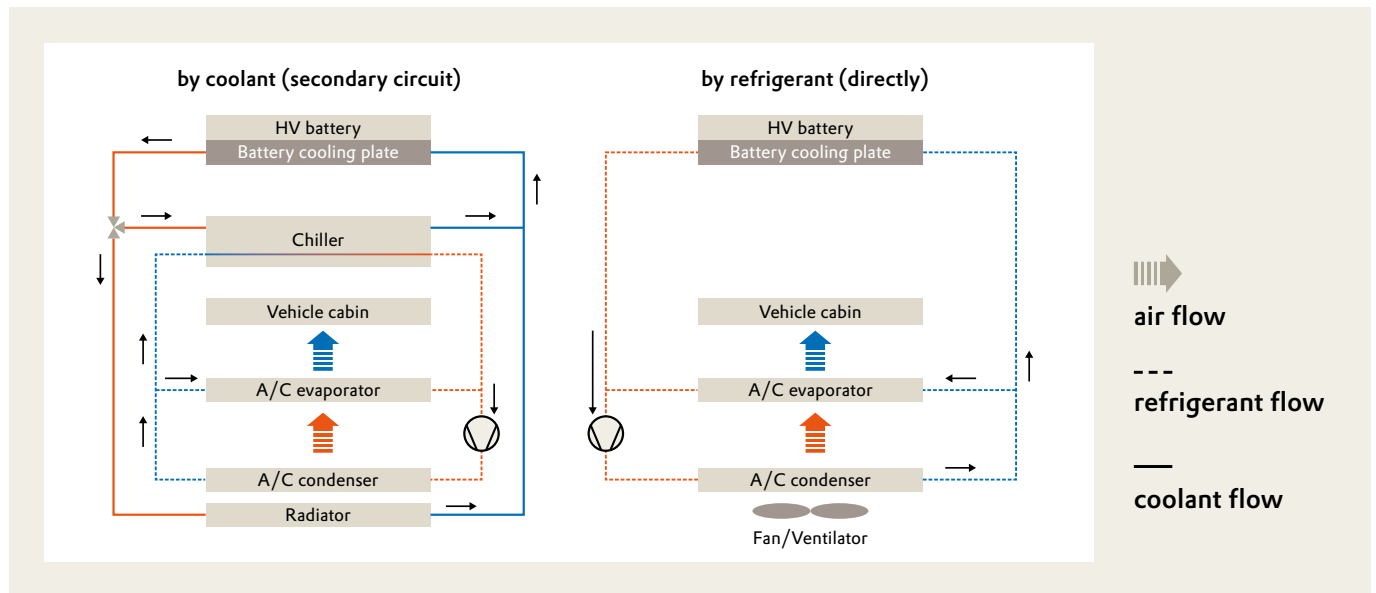 by coolant (secondary circuit)
HV battery
Battery cooling plate
Chiller
Vehicle cabin
A/C evaporator
A/C condenser
Radiator
by refrigerant (directly)
HV battery
Battery cooling plate
Vehicle cabin
A/C evaporator
A/C condenser
Fan/Ventilator
air flow
refrigerant flow
coolant flow